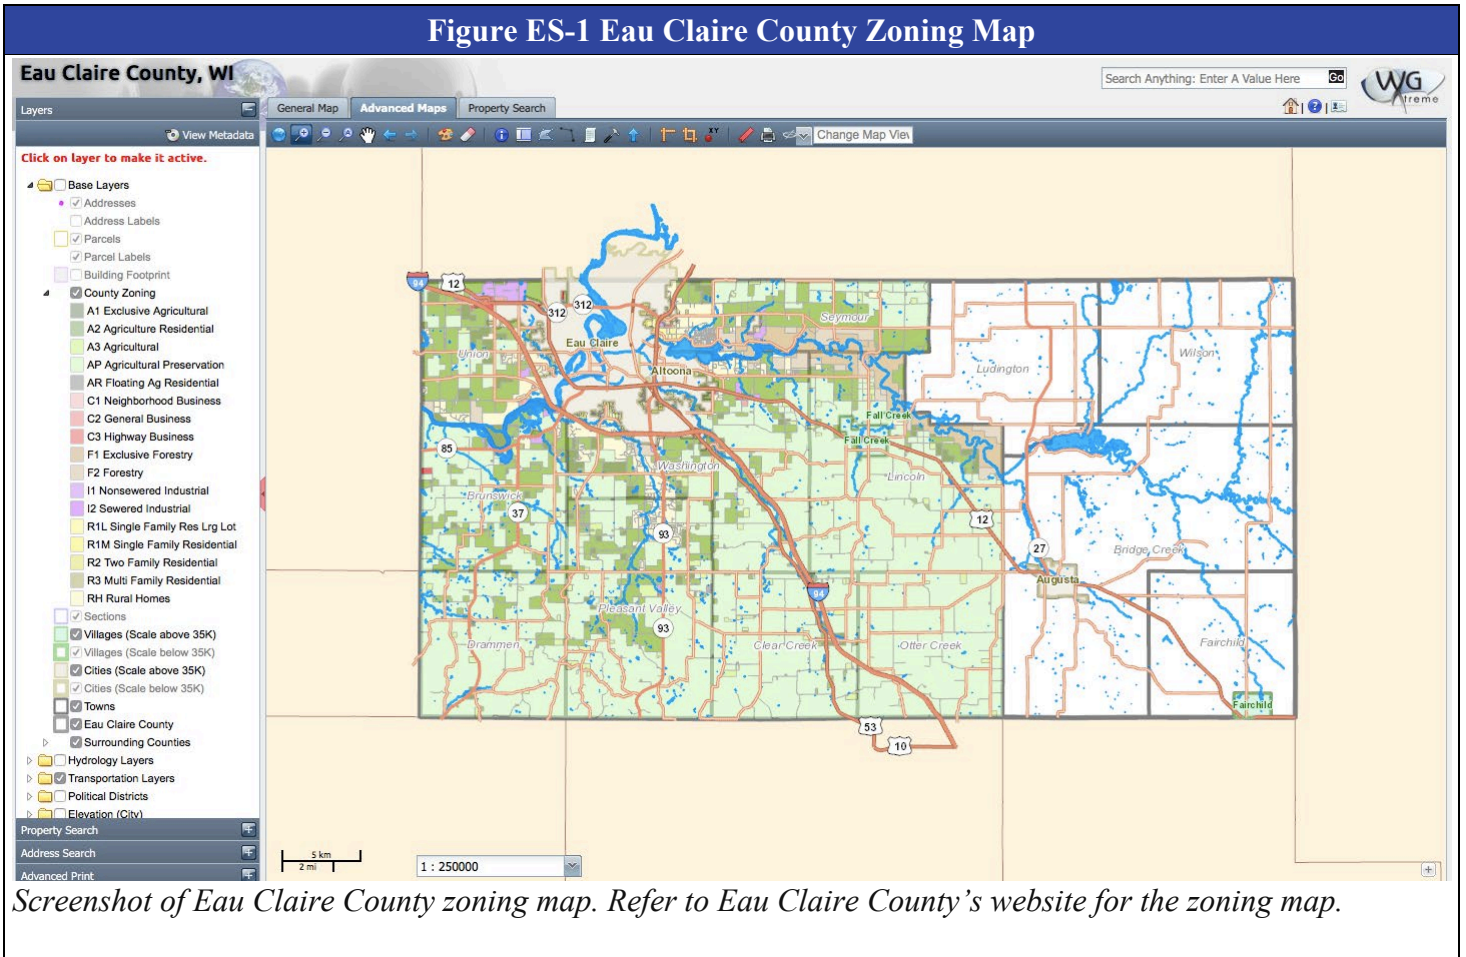 Figure ES-1 Eau Claire County Zoning Map
Eau Claire County, WI
Search Anything: Enter A Value Here
Go
WG
Xtreme
Layers
General Map
Advanced Maps
Property Search
View Metadata
XY
Change Map View
Click on layer to make it active.
Base Layers
Addresses
Address Labels
Parcels
Parcel Labels
Building Footprint
County Zoning
A1 Exclusive Agricultural
A2 Agriculture Residential
A3 Agricultural
AP Agricultural Preservation
AR Floating Ag Residential
C1 Neighborhood Business
C2 General Business
C3 Highway Business
F1 Exclusive Forestry
F2 Forestry
I1 Nonsewered Industrial
I2 Sewered Industrial
R1L Single Family Res Lrg Lot
R1M Single Family Residential
R2 Two Family Residential
R3 Multi Family Residential
RH Rural Homes
Sections
Villages (Scale above 35K)
Villages (Scale below 35K)
Cities (Scale above 35K)
Cities (Scale below 35K)
Towns
Eau Claire County
Surrounding Counties
Hydrology Layers
Transportation Layers
Political Districts
Elevation (City)
Property Search
Address Search
Advanced Print
94
12
312
312
Seymour
Eau Claire
Union
Wilson
Ludington
Altoona
Fall Creek
Fall Creek
85
Washington
Lincoln
Brunswick
37
12
93
27
Bridge Creek
Augusta
94
Pleasant Valley
93
Drammen
Clear Creek
Otter Creek
Fairchild
Fairchild
53
10
5 km
2 mi
1 : 250000
Screenshot of Eau Claire County zoning map. Refer to Eau Claire County’s website for the zoning map.